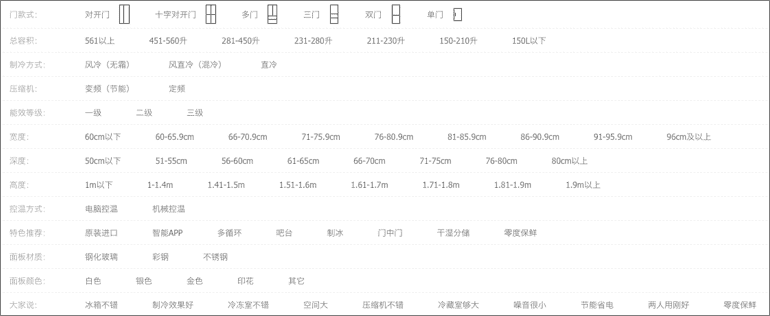 门款式: 对开门 十字对开门 多门 三门 双门 单门
总容积: 561以上 451-560升 281-450升 231-280升 211-230升 150-210升 150L以下
制冷方式: 风冷（无霜） 风直冷（混冷） 直冷
压缩机: 变频（节能） 定频
能效等级: 一级 二级 三级
宽度: 60cm以下 60-65.9cm 66-70.9cm 71-75.9cm 76-80.9cm 81-85.9cm 86-90.9cm 91-95.9cm 96cm及以上
深度: 50cm以下 51-55cm 56-60cm 61-65cm 66-70cm 71-75cm 76-80cm 80cm以上
高度: 1m以下 1-1.4m 1.41-1.5m 1.51-1.6m 1.61-1.7m 1.71-1.8m 1.81-1.9m 1.9m以上
控温方式: 电脑控温 机械控温
特色推荐: 原装进口 智能APP 多循环 吧台 制冰 门中门 干湿分储 零度保鲜
面板材质: 钢化玻璃 彩钢 不锈钢
面板颜色: 白色 银色 金色 印花 其它
大家说: 冰箱不错 制冷效果好 冷冻室不错 空间大 压缩机不错 冷藏室够大 噪音很小 节能省电 两人用刚好 零度保鲜